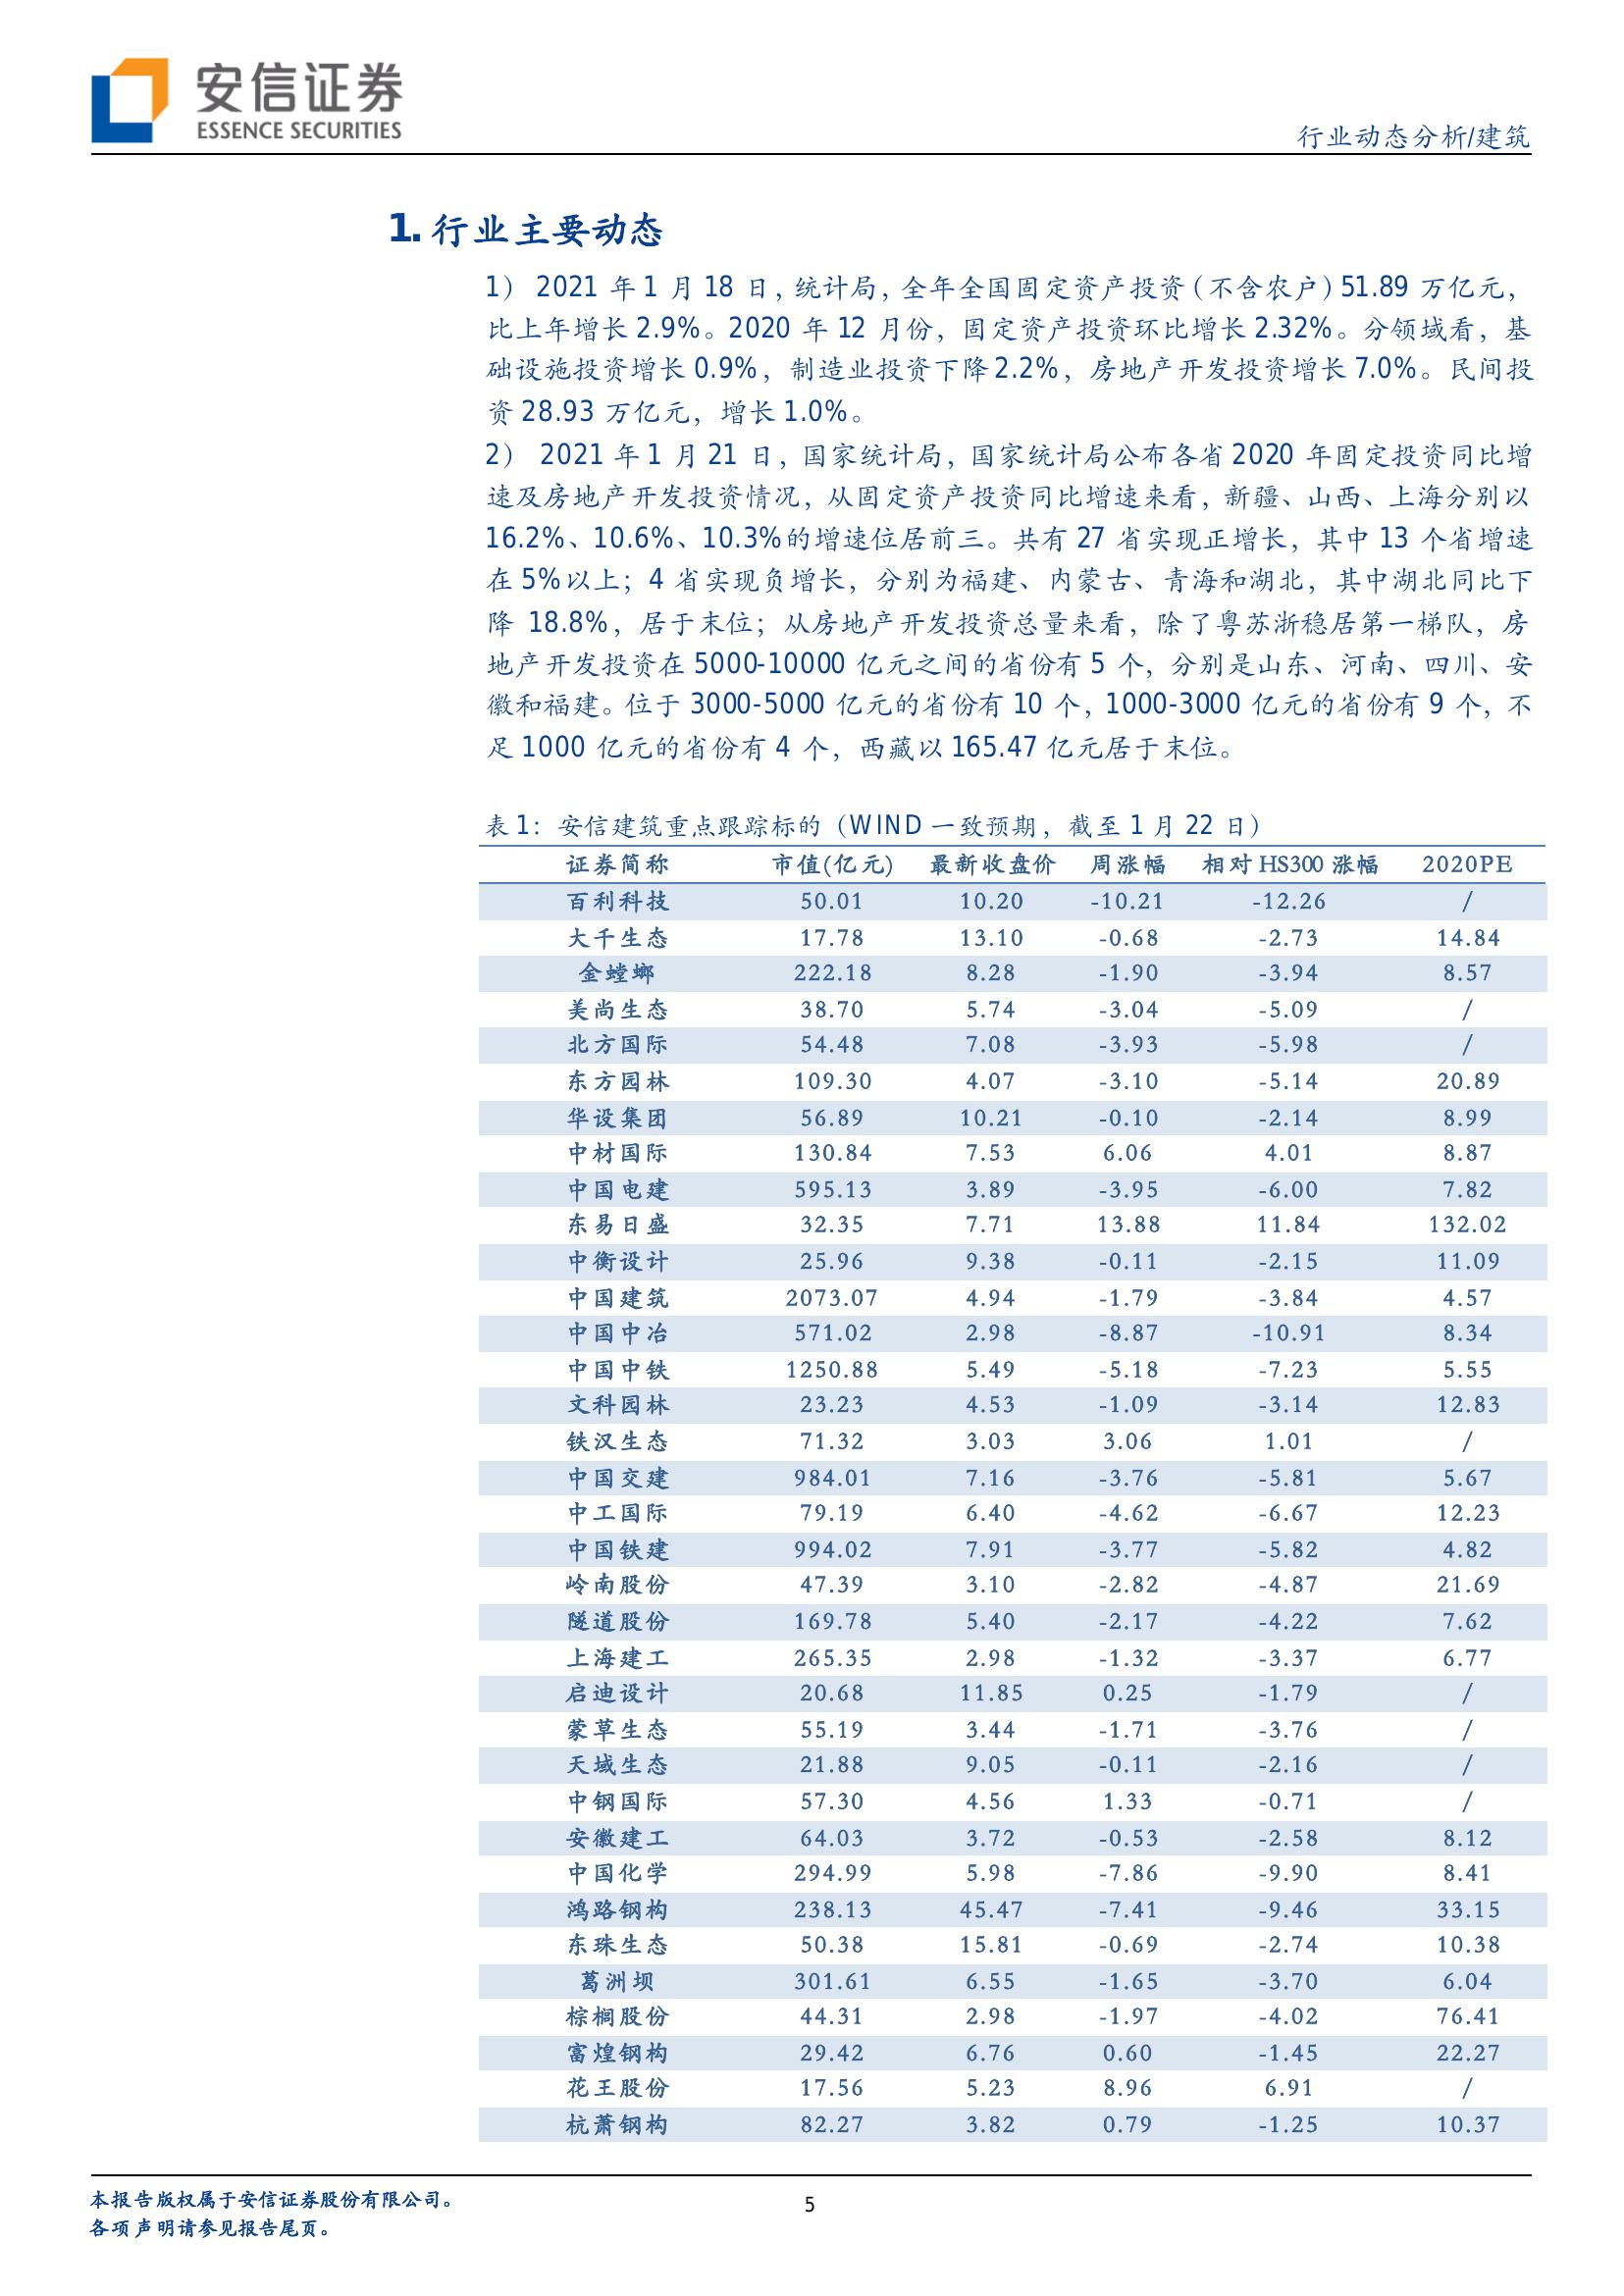 安信证券
ESSENCE SECURITIES
行业动态分析/建筑
1. 行业主要动态
1） 2021 年 1 月 18 日，统计局，全年全国固定资产投资（不含农户）51.89 万亿元，
比上年增长 2.9%。2020 年 12 月份，固定资产投资环比增长 2.32%。分领域看，基
础设施投资增长 0.9%，制造业投资下降 2.2%，房地产开发投资增长 7.0%。民间投
资 28.93 万亿元，增长 1.0%。
2） 2021 年 1 月 21 日，国家统计局，国家统计局公布各省 2020 年固定投资同比增
速及房地产开发投资情况，从固定资产投资同比增速来看，新疆、山西、上海分别以
16.2%、10.6%、10.3%的增速位居前三。共有 27 省实现正增长，其中 13 个省增速
在 5%以上；4 省实现负增长，分别为福建、内蒙古、青海和湖北，其中湖北同比下
降 18.8%，居于末位；从房地产开发投资总量来看，除了粤苏浙稳居第一梯队，房
地产开发投资在 5000-10000 亿元之间的省份有 5 个，分别是山东、河南、四川、安
徽和福建。位于 3000-5000 亿元的省份有 10 个，1000-3000 亿元的省份有 9 个，不
足 1000 亿元的省份有 4 个，西藏以 165.47 亿元居于末位。
表 1：安信建筑重点跟踪标的（WIND 一致预期，截至 1 月 22 日）
证券简称 市值(亿元) 最新收盘价 周涨幅 相对 HS300 涨幅 2020PE
百利科技 50.01 10.20 -10.21 -12.26 /
大千生态 17.78 13.10 -0.68 -2.73 14.84
金螳螂 222.18 8.28 -1.90 -3.94 8.57
美尚生态 38.70 5.74 -3.04 -5.09 /
北方国际 54.48 7.08 -3.93 -5.98 /
东方园林 109.30 4.07 -3.10 -5.14 20.89
华设集团 56.89 10.21 -0.10 -2.14 8.99
中材国际 130.84 7.53 6.06 4.01 8.87
中国电建 595.13 3.89 -3.95 -6.00 7.82
东易日盛 32.35 7.71 13.88 11.84 132.02
中衡设计 25.96 9.38 -0.11 -2.15 11.09
中国建筑 2073.07 4.94 -1.79 -3.84 4.57
中国中冶 571.02 2.98 -8.87 -10.91 8.34
中国中铁 1250.88 5.49 -5.18 -7.23 5.55
文科园林 23.23 4.53 -1.09 -3.14 12.83
铁汉生态 71.32 3.03 3.06 1.01 /
中国交建 984.01 7.16 -3.76 -5.81 5.67
中工国际 79.19 6.40 -4.62 -6.67 12.23
中国铁建 994.02 7.91 -3.77 -5.82 4.82
岭南股份 47.39 3.10 -2.82 -4.87 21.69
隧道股份 169.78 5.40 -2.17 -4.22 7.62
上海建工 265.35 2.98 -1.32 -3.37 6.77
启迪设计 20.68 11.85 0.25 -1.79 /
蒙草生态 55.19 3.44 -1.71 -3.76 /
天域生态 21.88 9.05 -0.11 -2.16 /
中钢国际 57.30 4.56 1.33 -0.71 /
安徽建工 64.03 3.72 -0.53 -2.58 8.12
中国化学 294.99 5.98 -7.86 -9.90 8.41
鸿路钢构 238.13 45.47 -7.41 -9.46 33.15
东珠生态 50.38 15.81 -0.69 -2.74 10.38
葛洲坝 301.61 6.55 -1.65 -3.70 6.04
棕榈股份 44.31 2.98 -1.97 -4.02 76.41
富煌钢构 29.42 6.76 0.60 -1.45 22.27
花王股份 17.56 5.23 8.96 6.91 /
杭萧钢构 82.27 3.82 0.79 -1.25 10.37
本报告版权属于安信证券股份有限公司。
各项声明请参见报告尾页。
5